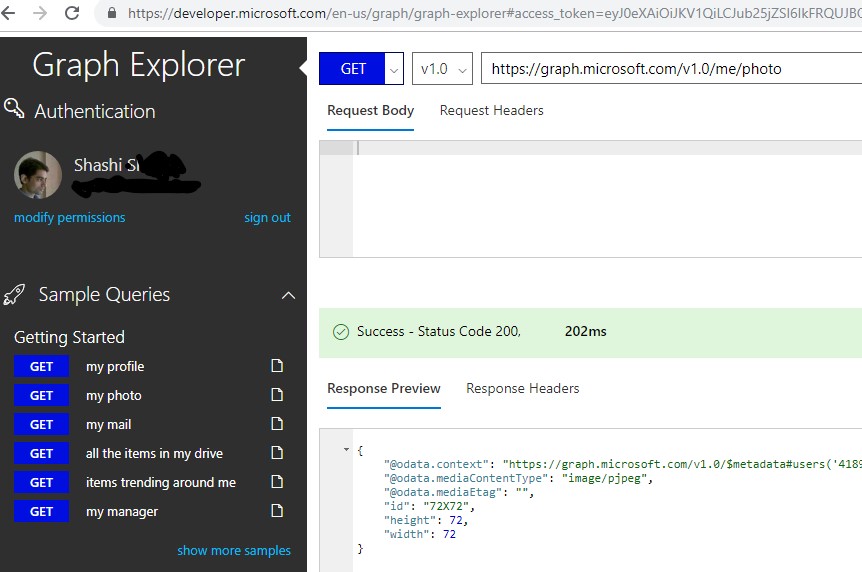 https://developer.microsoft.com/en-us/graph/graph-explorer#access_token=eyJ0eXAiOiJKV1QiLCJub25jZSI6IkFRQUJB
Graph Explorer
Authentication
Shashi
modify permissions
sign out
Sample Queries
Getting Started
GET my profile
GET my photo
GET my mail
GET all the items in my drive
GET items trending around me
GET my manager
show more samples
GET v1.0 https://graph.microsoft.com/v1.0/me/photo
Request Body Request Headers
Success - Status Code 200, 202ms
Response Preview Response Headers
{
"@odata.context": "https://graph.microsoft.com/v1.0/$metadata#users('4189
"@odata.mediaContentType": "image/pjpeg",
"@odata.mediaEtag": "",
"id": "72X72",
"height": 72,
"width": 72
}